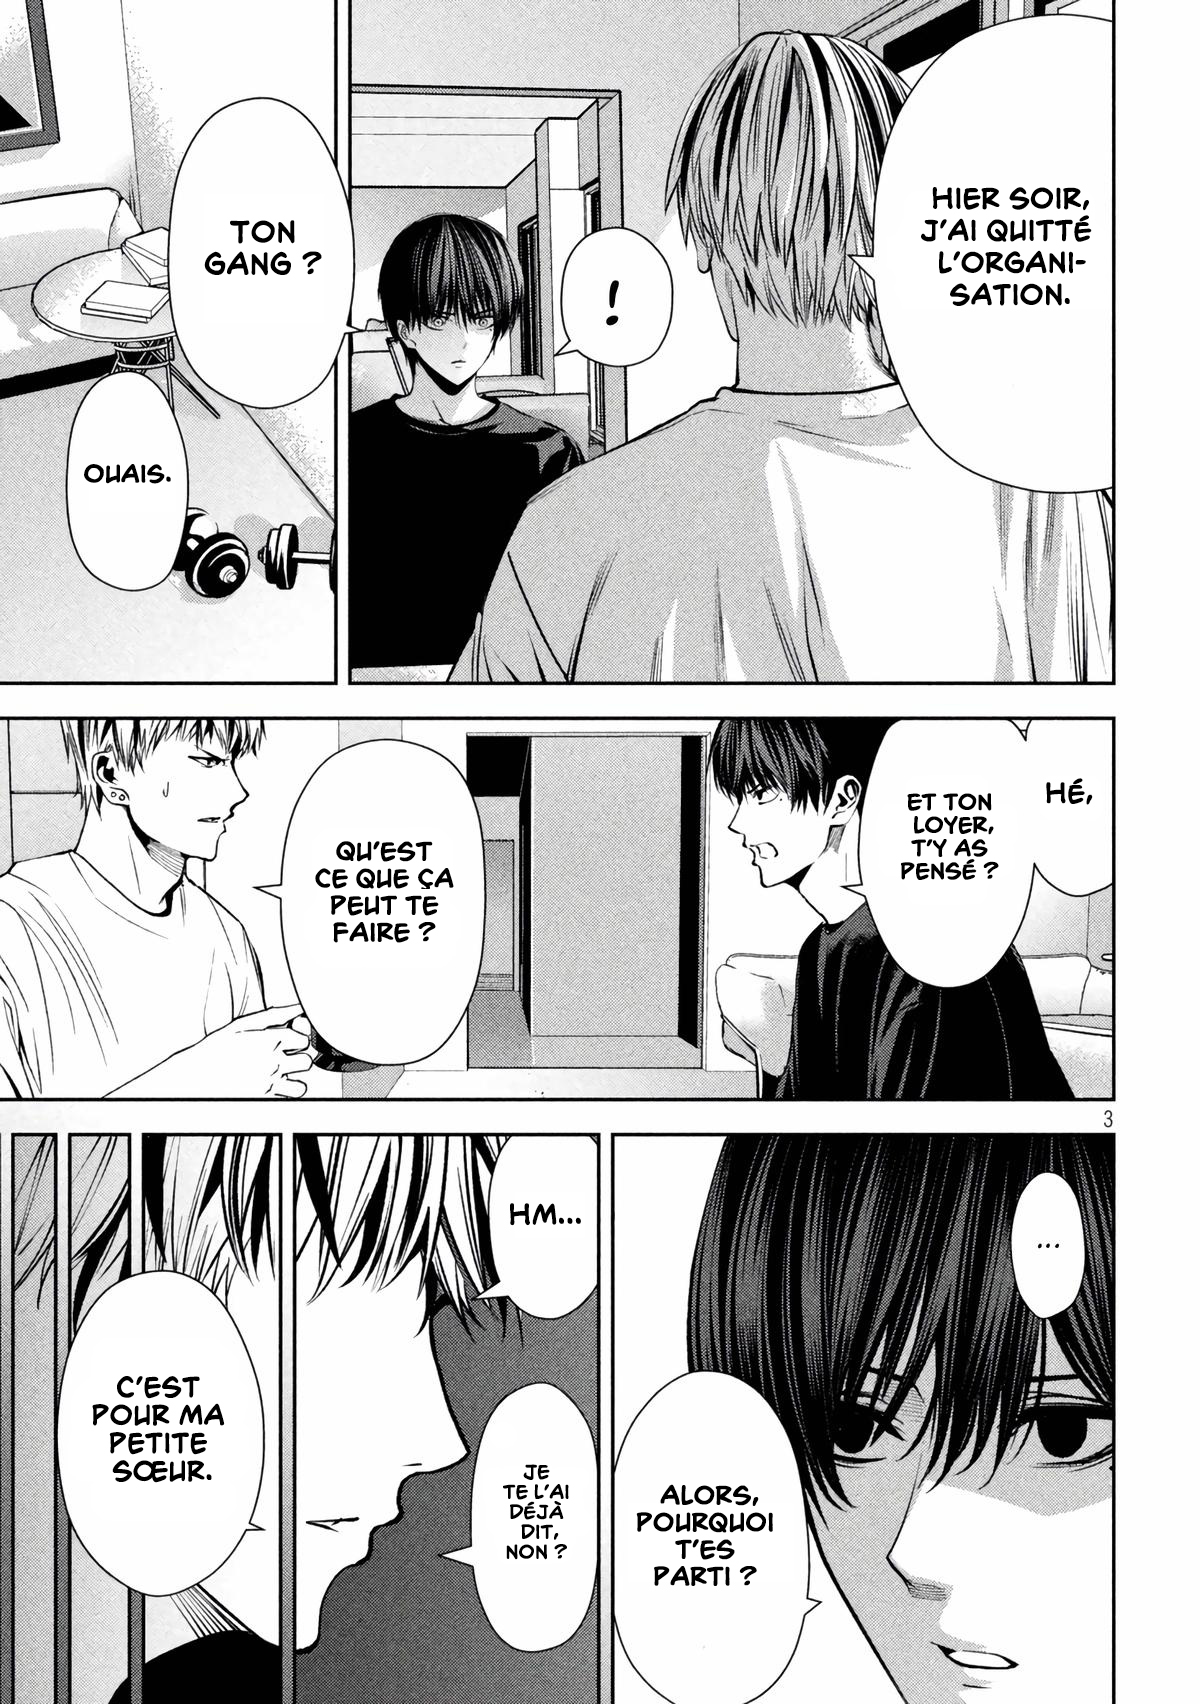 HIER SOIR,
J'AI QUITTÉ
L'ORGANI-
SATION.
!
TON
GANG ?
OUAIS.
HÉ,
ET TON
LOYER,
T'Y AS
PENSÉ ?
QU'EST
CE QUE ÇA
PEUT TE
FAIRE ?
3
...
ALORS,
POURQUOI
T'ES
PARTI ?
HM...
JE
TE L'AI
DÉJÀ
DIT,
NON ?
C'EST
POUR MA
PETITE
SŒUR.